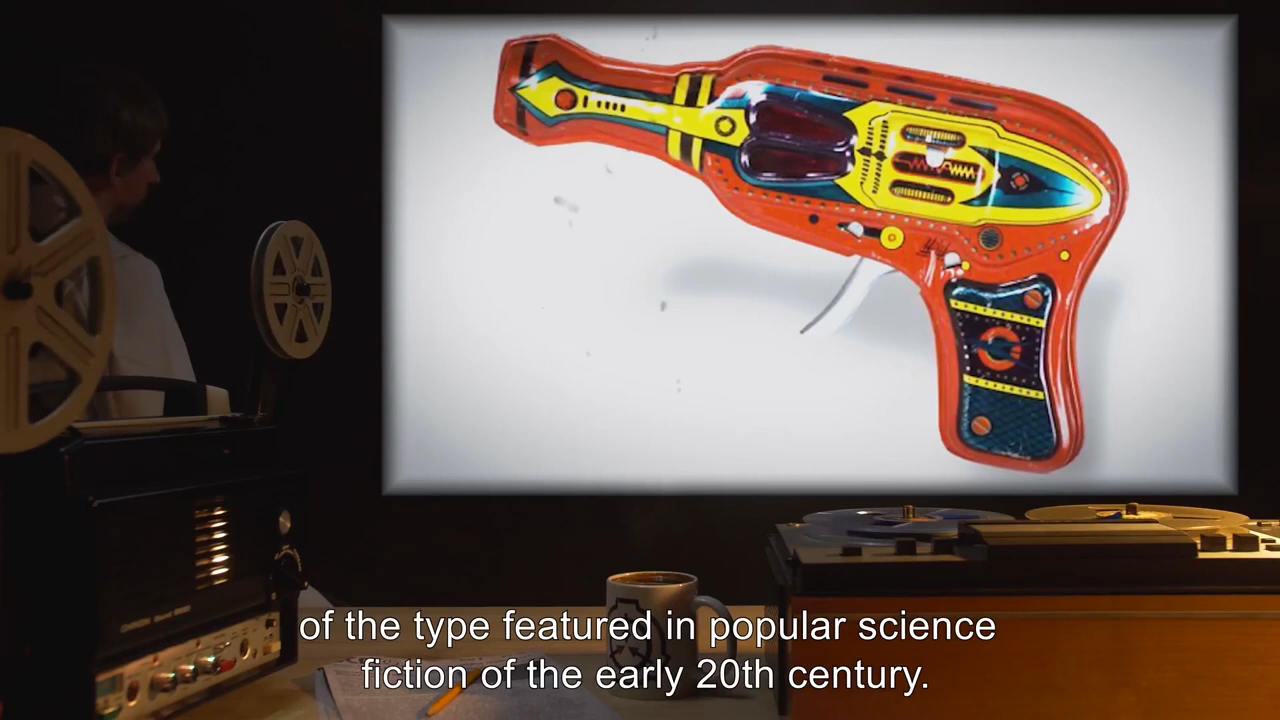 of the type featured in popular science
fiction of the early 20th century.